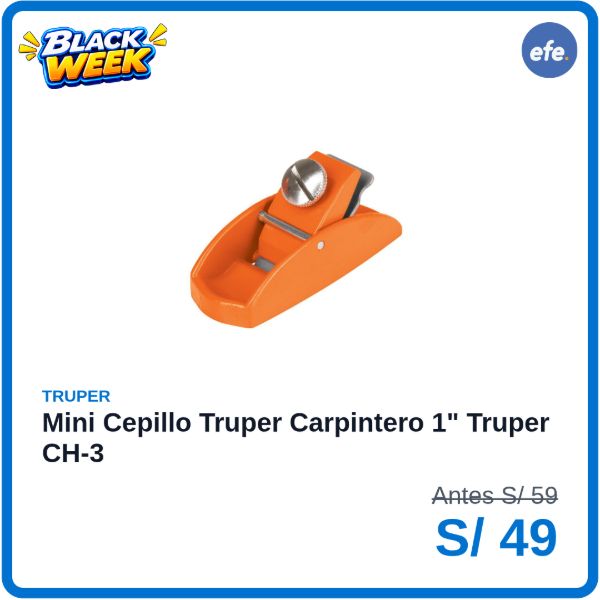 BLACK
WEEK
efe.
TRUPER
Mini Cepillo Truper Carpintero 1" Truper
CH-3
Antes S/ 59
S/ 49